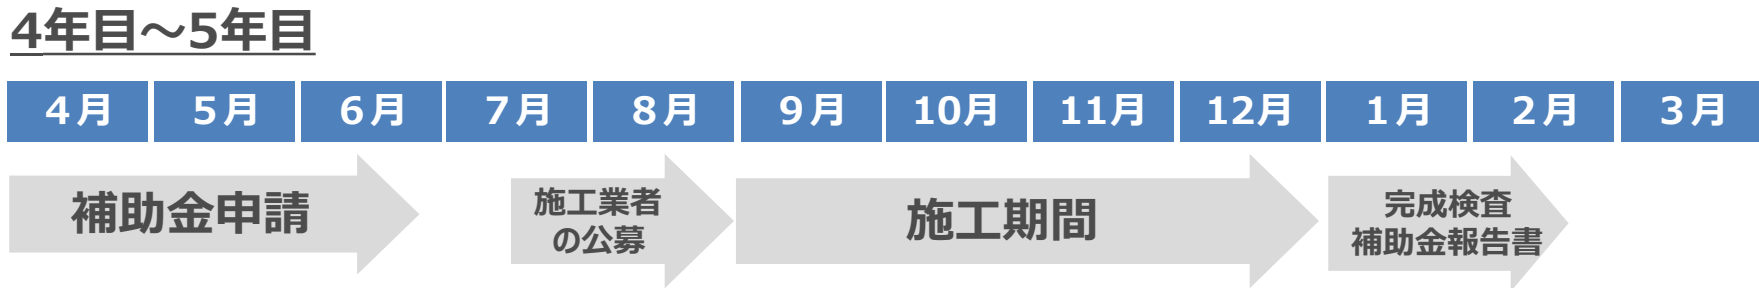 4年目～5年目
４月 ５月 ６月 ７月 ８月 ９月 10月 11月 12月 １月 ２月 ３月
補助金申請
施工業者
の公募
施工期間
完成検査
補助金報告書